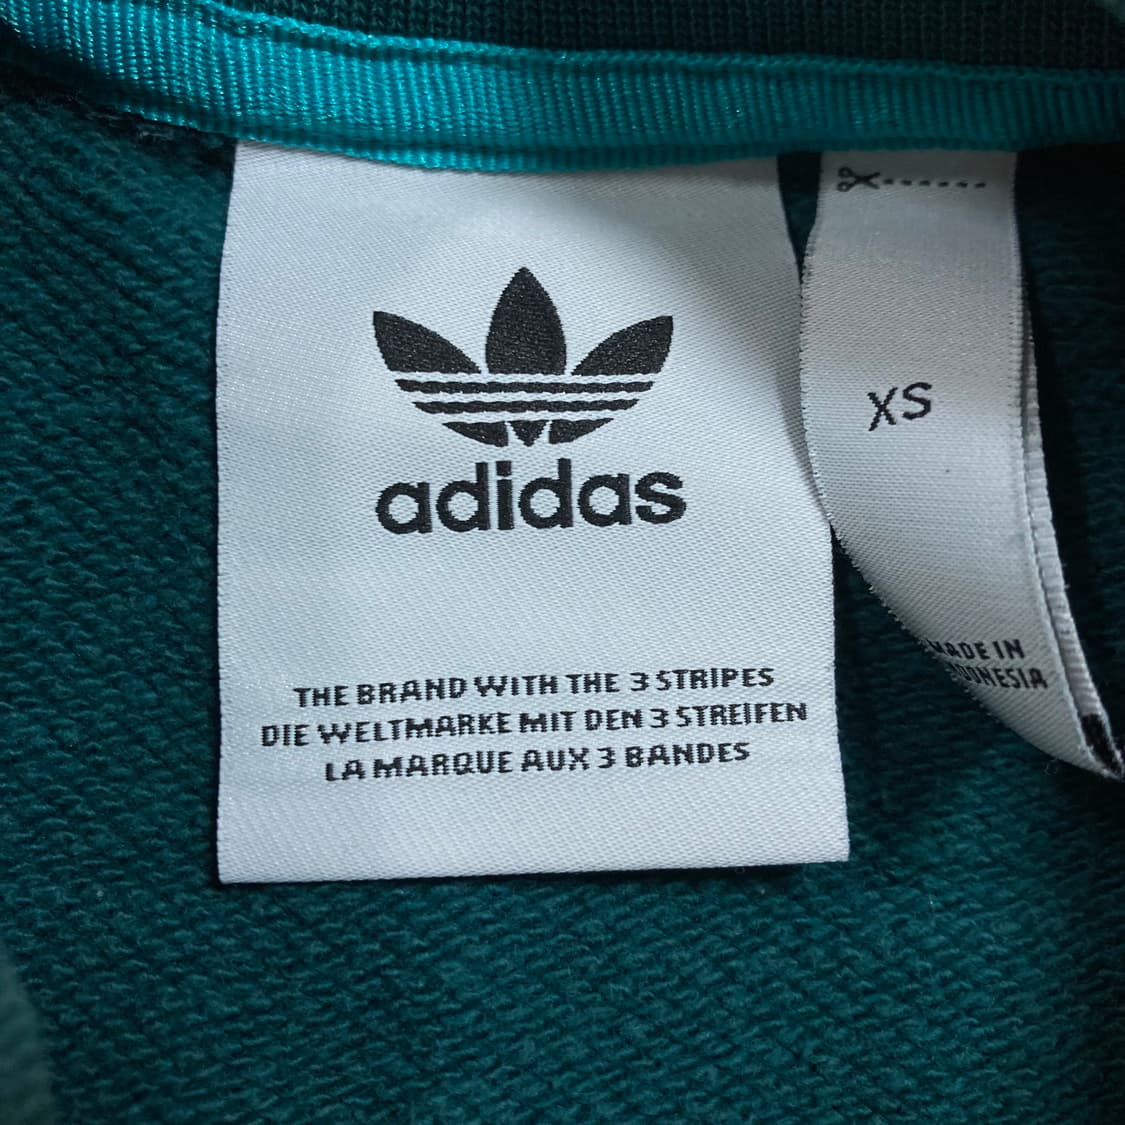 adidas
THE BRAND WITH THE 3 STRIPES
DIE WELTMARKE MIT DEN 3 STREIFEN
LA MARQUE AUX 3 BANDES
XS
MADE IN
INDONESIA